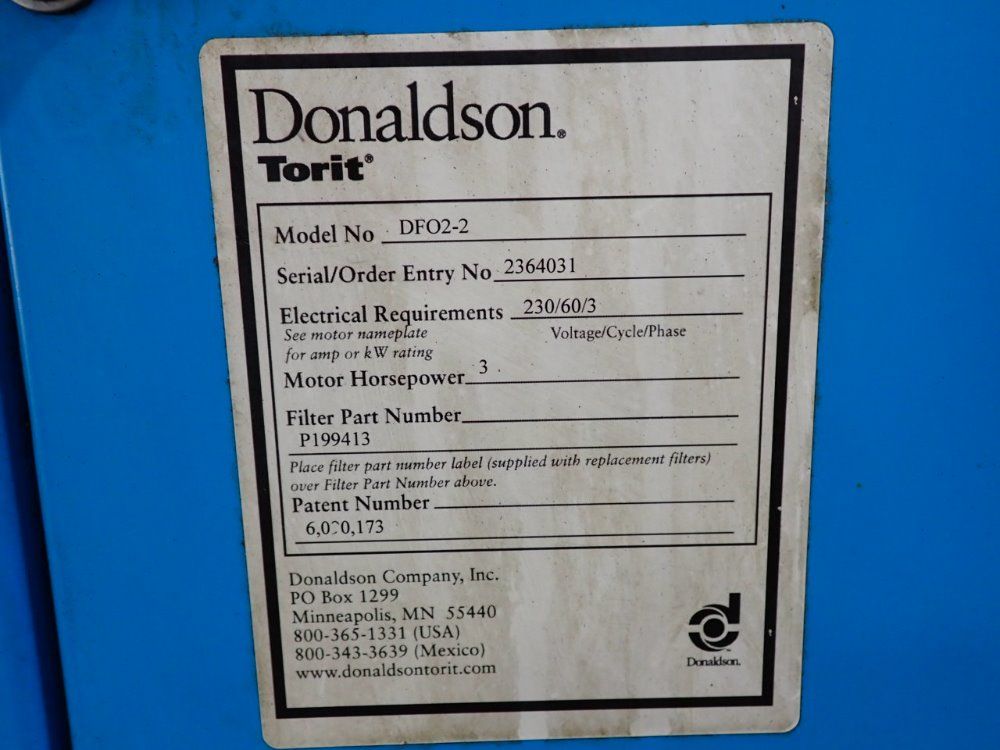 Donaldson®
Torit®
Model No DFO2-2
Serial/Order Entry No 2364031
Electrical Requirements 230/60/3
See motor nameplate Voltage/Cycle/Phase
for amp or kW rating
Motor Horsepower 3
Filter Part Number
P199413
Place filter part number label (supplied with replacement filters)
over Filter Part Number above.
Patent Number
Donaldson Company, Inc.
PO Box 1299
Minneapolis, MN 55440
800-365-1331 (USA)
800-343-3639 (Mexico)
www.donaldsontorit.com
Donaldson.